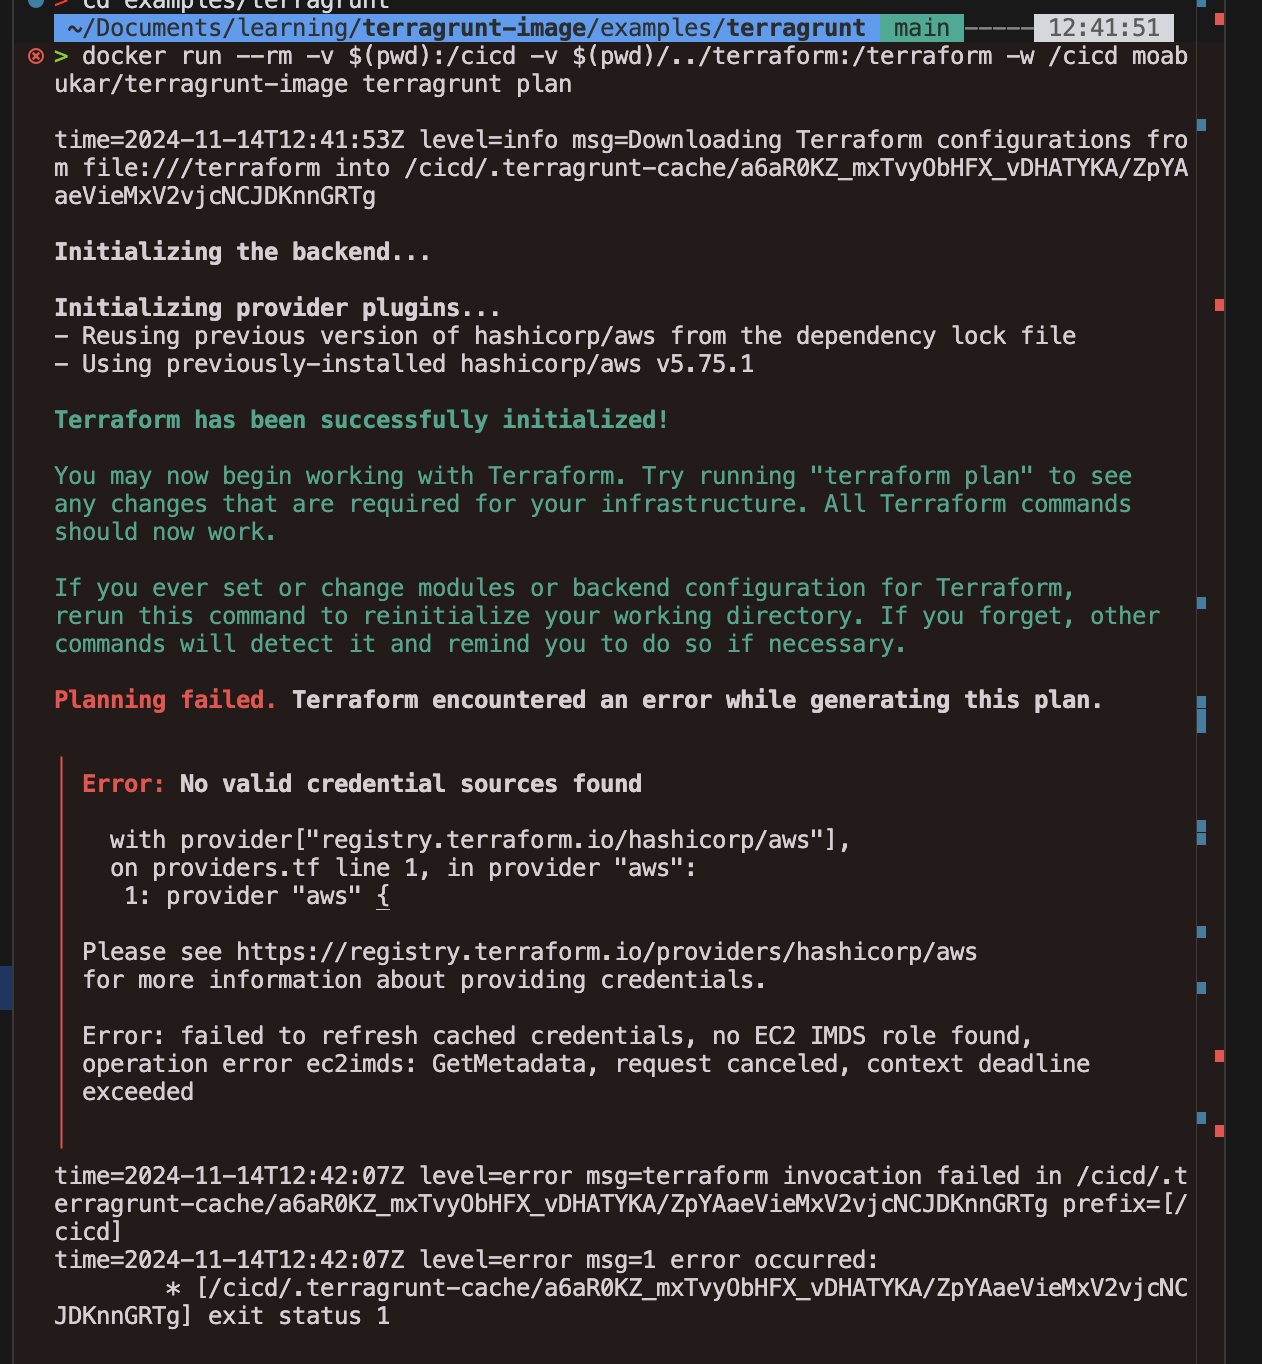 > cd examples/terragrunt
~/Documents/learning/terragrunt-image/examples/terragrunt main ————— 12:41:51
> docker run --rm -v $(pwd):/cicd -v $(pwd)/../terraform:/terraform -w /cicd moab
ukar/terragrunt-image terragrunt plan
time=2024-11-14T12:41:53Z level=info msg=Downloading Terraform configurations fro
m file:///terraform into /cicd/.terragrunt-cache/a6aR0KZ_mxTvyObHFX_vDHATYKA/ZpYA
aeVieMxV2vjcNCJDKnnGRTg
Initializing the backend...
Initializing provider plugins...
- Reusing previous version of hashicorp/aws from the dependency lock file
- Using previously-installed hashicorp/aws v5.75.1
Terraform has been successfully initialized!
You may now begin working with Terraform. Try running "terraform plan" to see
any changes that are required for your infrastructure. All Terraform commands
should now work.
If you ever set or change modules or backend configuration for Terraform,
rerun this command to reinitialize your working directory. If you forget, other
commands will detect it and remind you to do so if necessary.
Planning failed. Terraform encountered an error while generating this plan.
Error: No valid credential sources found
with provider["registry.terraform.io/hashicorp/aws"],
on providers.tf line 1, in provider "aws":
1: provider "aws" {
Please see https://registry.terraform.io/providers/hashicorp/aws
for more information about providing credentials.
Error: failed to refresh cached credentials, no EC2 IMDS role found,
operation error ec2imds: GetMetadata, request canceled, context deadline
exceeded
time=2024-11-14T12:42:07Z level=error msg=terraform invocation failed in /cicd/.t
erragrunt-cache/a6aR0KZ_mxTvyObHFX_vDHATYKA/ZpYAaeVieMxV2vjcNCJDKnnGRTg prefix=[/
cicd]
time=2024-11-14T12:42:07Z level=error msg=1 error occurred:
* [/cicd/.terragrunt-cache/a6aR0KZ_mxTvyObHFX_vDHATYKA/ZpYAaeVieMxV2vjcNC
JDKnnGRTg] exit status 1